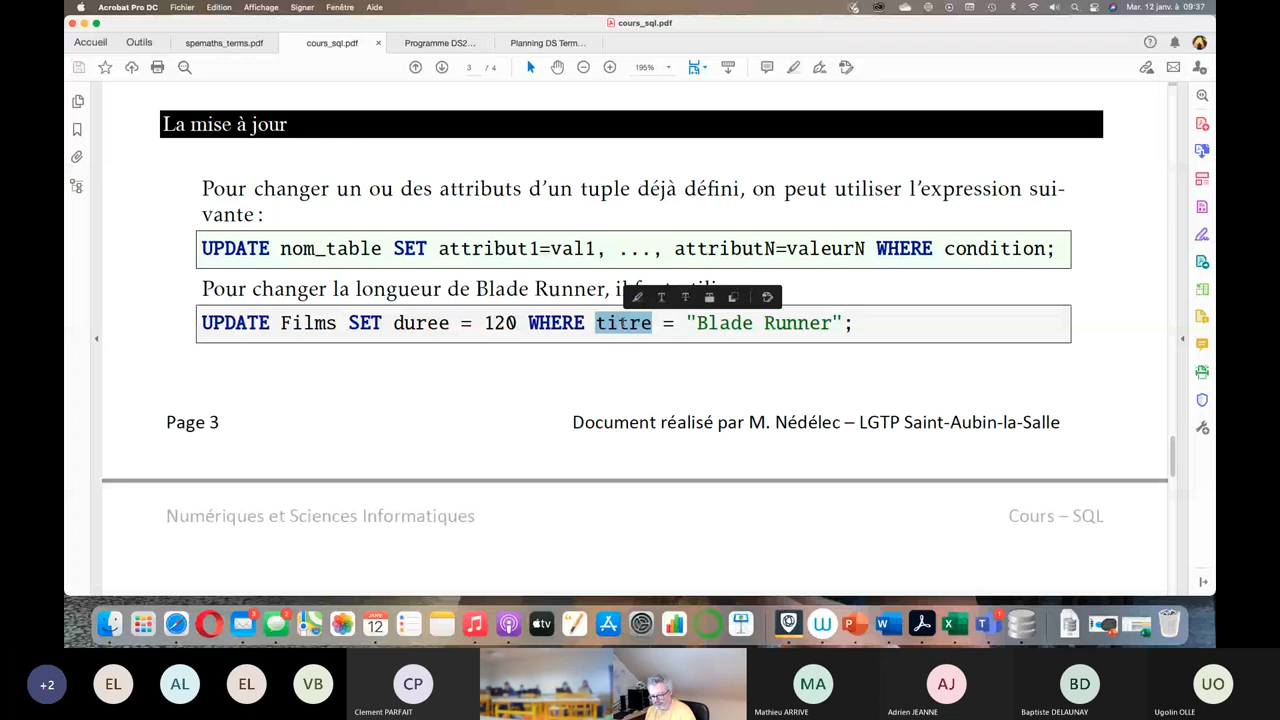 Acrobat Pro DC Fichier Edition Affichage Signer Fenêtre Aide
Mar. 12 janv. à 09:37
cours_sql.pdf
Accueil Outils spemaths_terms.pdf cours_sql.pdf × Programme DS2... Planning DS Term...
3 / 4 195%
La mise à jour
Pour changer un ou des attributs d'un tuple déjà défini, on peut utiliser l'expression sui-
vante :
UPDATE nom_table SET attribut1=val1, ..., attributN=valeurN WHERE condition;
Pour changer la longueur de Blade Runner, il
UPDATE Films SET duree = 120 WHERE titre = "Blade Runner";
Page 3
Document réalisé par M. Nédélec – LGTP Saint-Aubin-la-Salle
Numériques et Sciences Informatiques
Cours – SQL
+2 EL AL EL VB CP MA AJ BD UO
Clement PARFAIT Mathieu ARRIVE Adrien JEANNE Baptiste DELAUNAY Ugolin OLLE